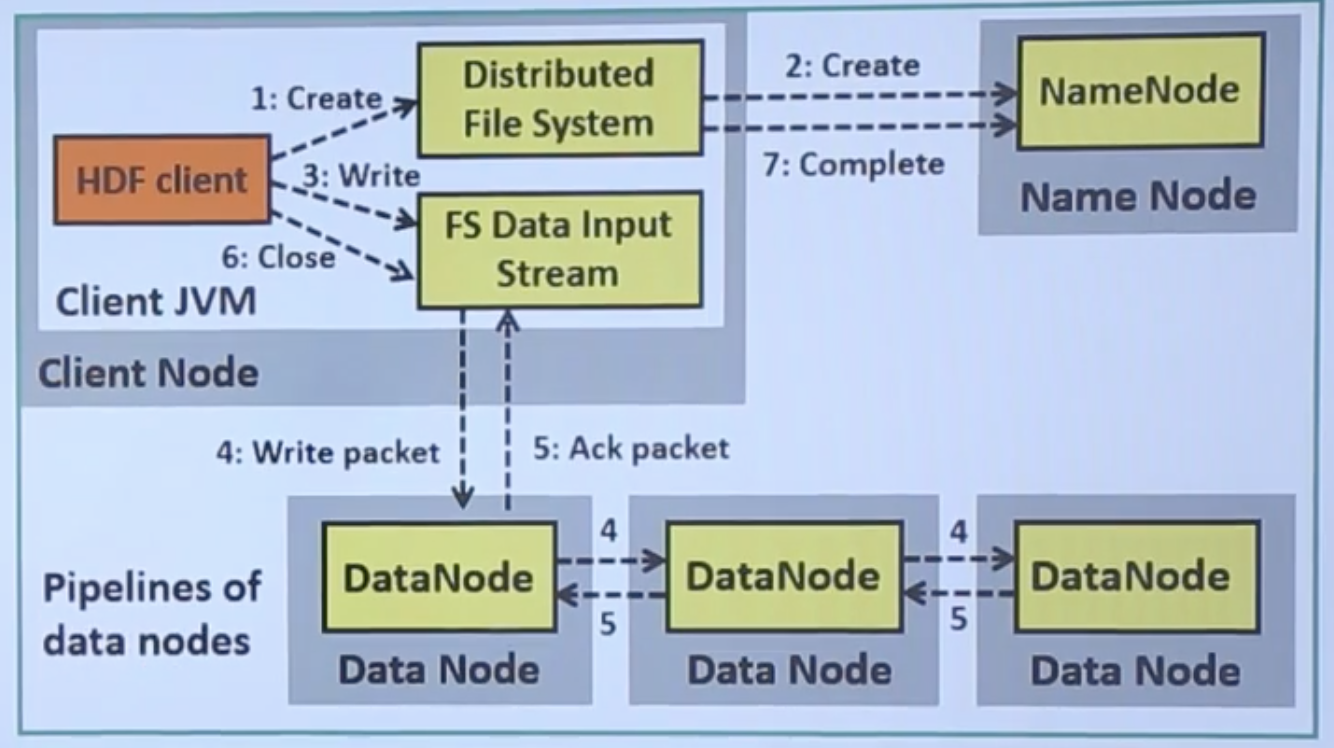 1: Create
Distributed
File System
2: Create
NameNode
7: Complete
Name Node
HDF client
3: Write
FS Data Input
Stream
6: Close
Client JVM
Client Node
4: Write packet
5: Ack packet
Pipelines of
data nodes
DataNode
4
5
DataNode
4
5
DataNode
Data Node
Data Node
Data Node